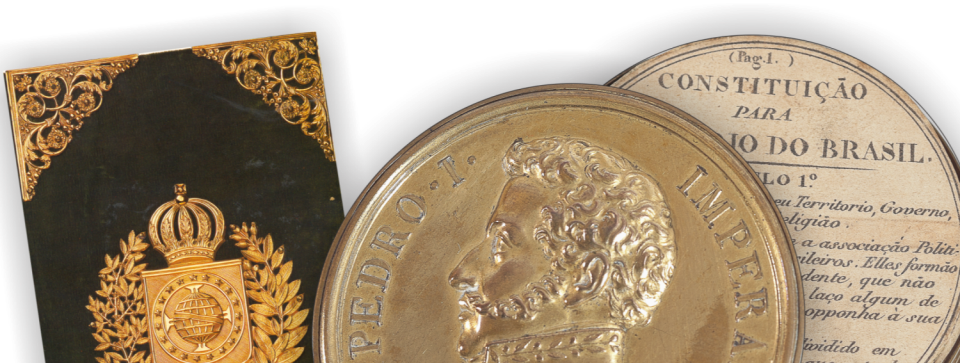 PEDRO·I· IMPERA
(Pag.1.)
CONSTITUIÇÃO
PARA
IO DO BRASIL.
LO 1º
eu Territorio, Governo,
eligião.
a associação Politi-
sileiros. Elles formão
dente, que não
laço algum de
opponha á sua
dividido em